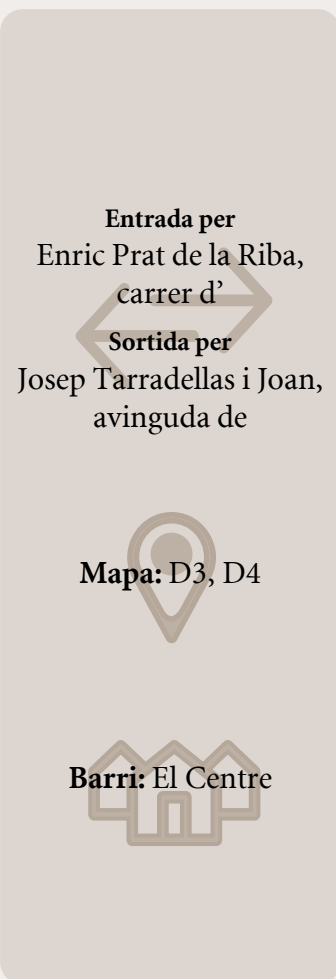 Entrada per
Enric Prat de la Riba,
carrer d’
Sortida per
Josep Tarradellas i Joan,
avinguda de
Mapa: D3, D4
Barri: El Centre